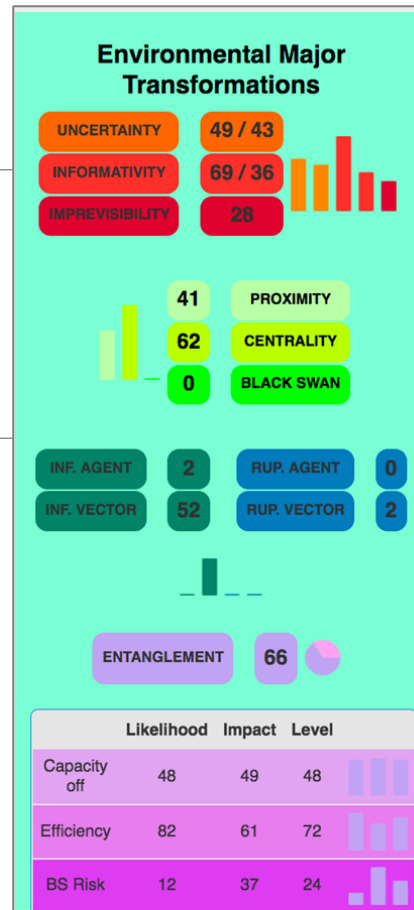 Environmental Major
Transformations
UNCERTAINTY 49 / 43
INFORMATIVITY 69 / 36
IMPREVISIBILITY 28
41 PROXIMITY
62 CENTRALITY
0 BLACK SWAN
INF. AGENT 2 RUP. AGENT 0
INF. VECTOR 52 RUP. VECTOR 2
ENTANGLEMENT 66
Likelihood Impact Level
Capacity
off 48 49 48
Efficiency 82 61 72
BS Risk 12 37 24